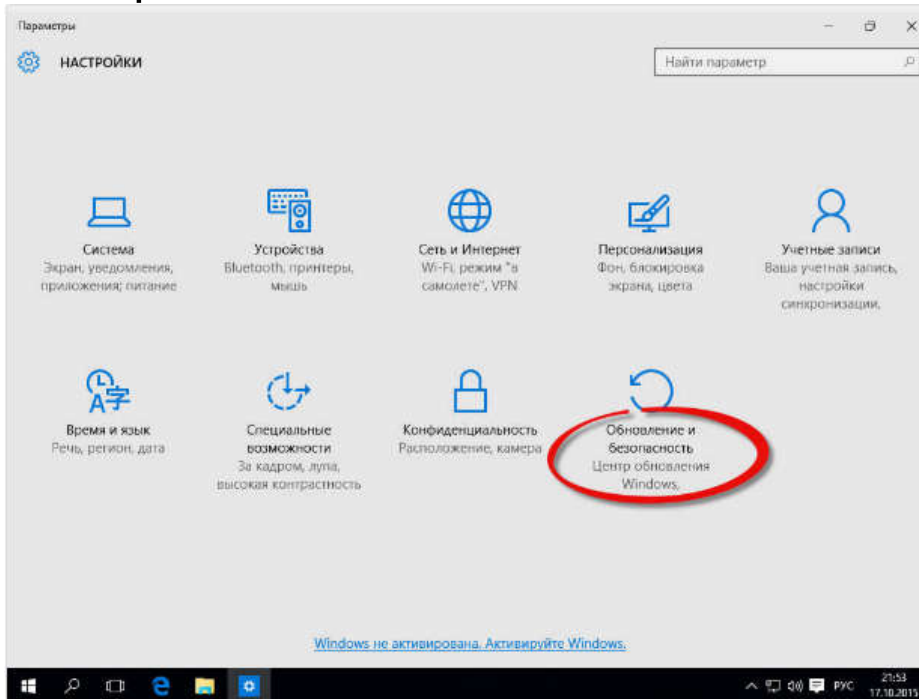 Параметры
НАСТРОЙКИ
Найти параметр
Система
Экран, уведомления,
приложения, питание
Устройства
Bluetooth, принтеры,
мышь
Сеть и Интернет
Wi-Fi, режим "в
самолете", VPN
Персонализация
Фон, блокировка
экрана, цвета
Учетные записи
Ваша учетная запись,
настройки
синхронизации,
Время и язык
Речь, регион, дата
Специальные
возможности
За кадром, лупа,
высокая контрастность
Конфиденциальность
Расположение, камера
Обновление и
безопасность
Центр обновления
Windows,
Windows не активирована. Активируйте Windows.
РУС
21:53
17.10.2015